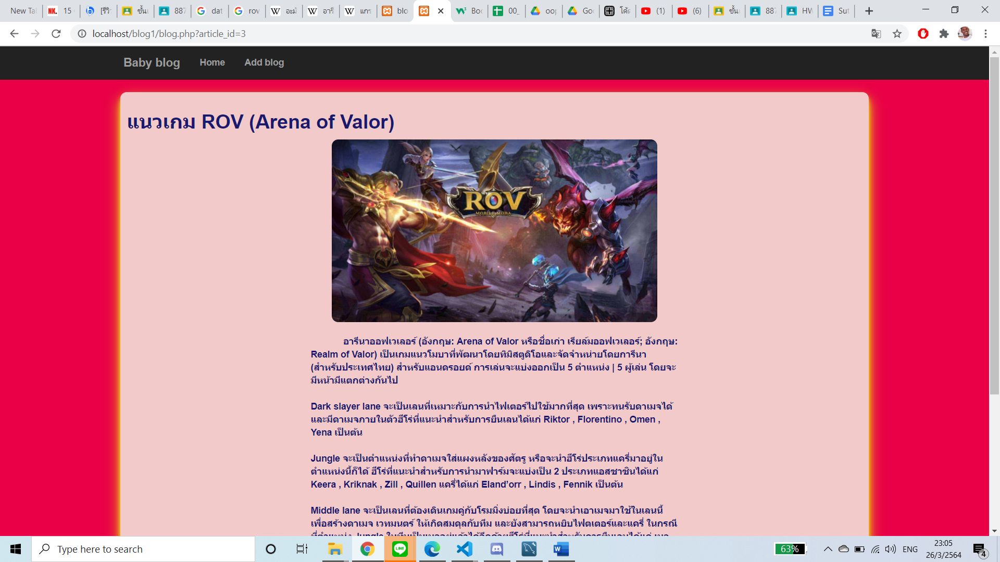 New Ta
15
[รีวิ
ชั้น
887
dat
rov
อะมั
อารี
แกร
blo
Boo
00_
oop
Goo
โค้ด
(1)
(6)
ชั้น
887
HW
Sut
localhost/blog1/blog.php?article_id=3
Baby blog Home Add blog
แนวเกม ROV (Arena of Valor)
ROV
MOBILE MOBA
อารีนาออฟเวเลอร์ (อังกฤษ: Arena of Valor หรือชื่อเก่า เรียล์มออฟเวเลอร์; อังกฤษ:
Realm of Valor) เป็นเกมแนวโมบาที่พัฒนาโดยทิมิสตูดิโอและจัดจำหน่ายโดยการีนา
(สำหรับประเทศไทย) สำหรับแอนดรอยด์ การเล่นจะแบ่งออกเป็น 5 ตำแหน่ง | 5 ผู้เล่น โดยจะ
มีหน้ามีแตกต่างกันไป
Dark slayer lane จะเป็นเลนที่เหมาะกับการนำไฟเตอร์ไปใช้มากที่สุด เพราะทนรับดาเมจได้
และมีดาเมจภายในตัวฮีโร่ที่แนะนำสำหรับการยืนเลนได้แก่ Riktor , Florentino , Omen ,
Yena เป็นต้น
Jungle จะเป็นตำแหน่งที่ทำดาเมจใส่แผงหลังของศัตรู หรือจะนำฮีโร่ประเภทแครี่มาอยู่ใน
ตำแหน่งนี้ก็ได้ ฮีโร่ที่แนะนำสำหรับการนำมาฟาร์มจะแบ่งเป็น 2 ประเภทแอสซาซินได้แก่
Keera , Kriknak , Zill , Quillen แครี่ได้แก่ Eland’orr , Lindis , Fennik เป็นต้น
Middle lane จะเป็นเลนที่ต้องเดินเกมคู่กับโรมมิ่งบ่อยที่สุด โดยจะนำเอาเมจมาใช้ในเลนนี้
เพื่อสร้างดาเมจ เวทมนตร์ ให้เกิดสมดุลกับทีม และยังสามารถหยิบไฟตเตอร์และแครี่ ในกรณี
Type here to search
63%
ENG
23:05
26/3/2564
4